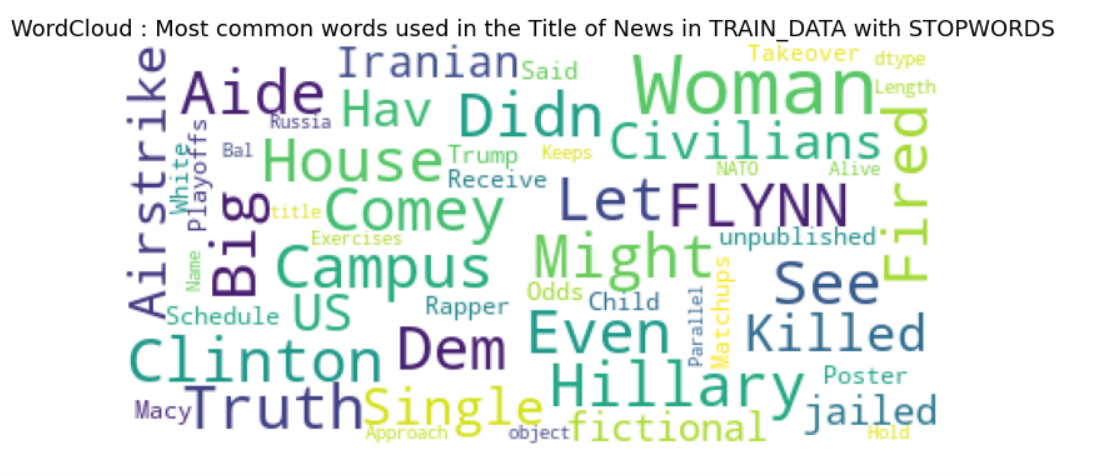 WordCloud : Most common words used in the Title of News in TRAIN_DATA with STOPWORDS
Airstrike
Aide
Iranian
Said
Woman
Takeover
dtype
Length
Russia
Hav
Didn
Civilians
Fired
White
Playoffs
Bal
House
Trump
Keeps
NATO
Alive
Receive
Big
title
Comey
Let
FLYNN
Name
Exercises
Campus
Might
unpublished
See
Schedule
US
Rapper
Odds
Child
Parallel
Matchups
Clinton
Dem
Even
Killed
Macy
Truth
Single
Hillary
Poster
Approach
object
fictional
jailed
Hold